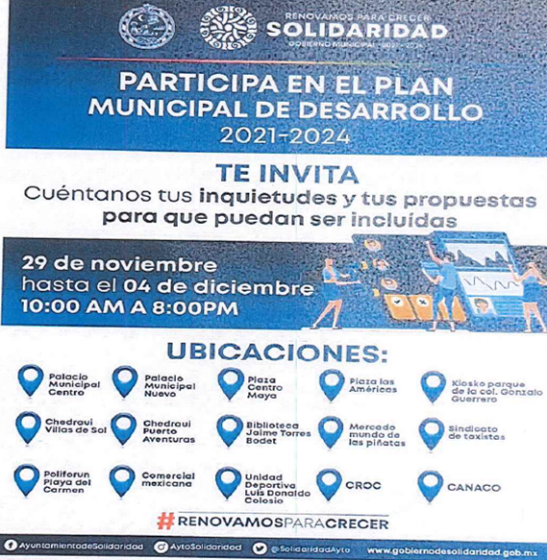 RENOVAMOS PARA CRECER
SOLIDARIDAD
GOBIERNO MUNICIPAL 2021 - 2024
PARTICIPA EN EL PLAN
MUNICIPAL DE DESARROLLO
2021-2024
TE INVITA
Cuéntanos tus inquietudes y tus propuestas
para que puedan ser incluídas
29 de noviembre
hasta el 04 de diciembre
10:00 AM A 8:00PM
UBICACIONES:
Palacio
Municipal
Centro
Palacio
Municipal
Nuevo
Plaza
Centro
Maya
Plaza las
Américas
Kiosko parque
de la col. Gonzalo
Guerrero
Chedraui
Villas de Sol
Chedraui
Puerto
Aventuras
Biblioteca
Jaime Torres
Bodet
Mercado
mundo de
las piñatas
Sindicato
de taxistas
Poliforun
Playa del
Carmen
Comercial
mexicana
Unidad
Deportiva
Luis Donaldo
Colosio
CROC
CANACO
#RENOVAMOSPARACRECER
AyuntamientodeSolidaridad
AytoSolidaridad
@SolidaridadAyto
www.gobiernodesolidaridad.gob.mx